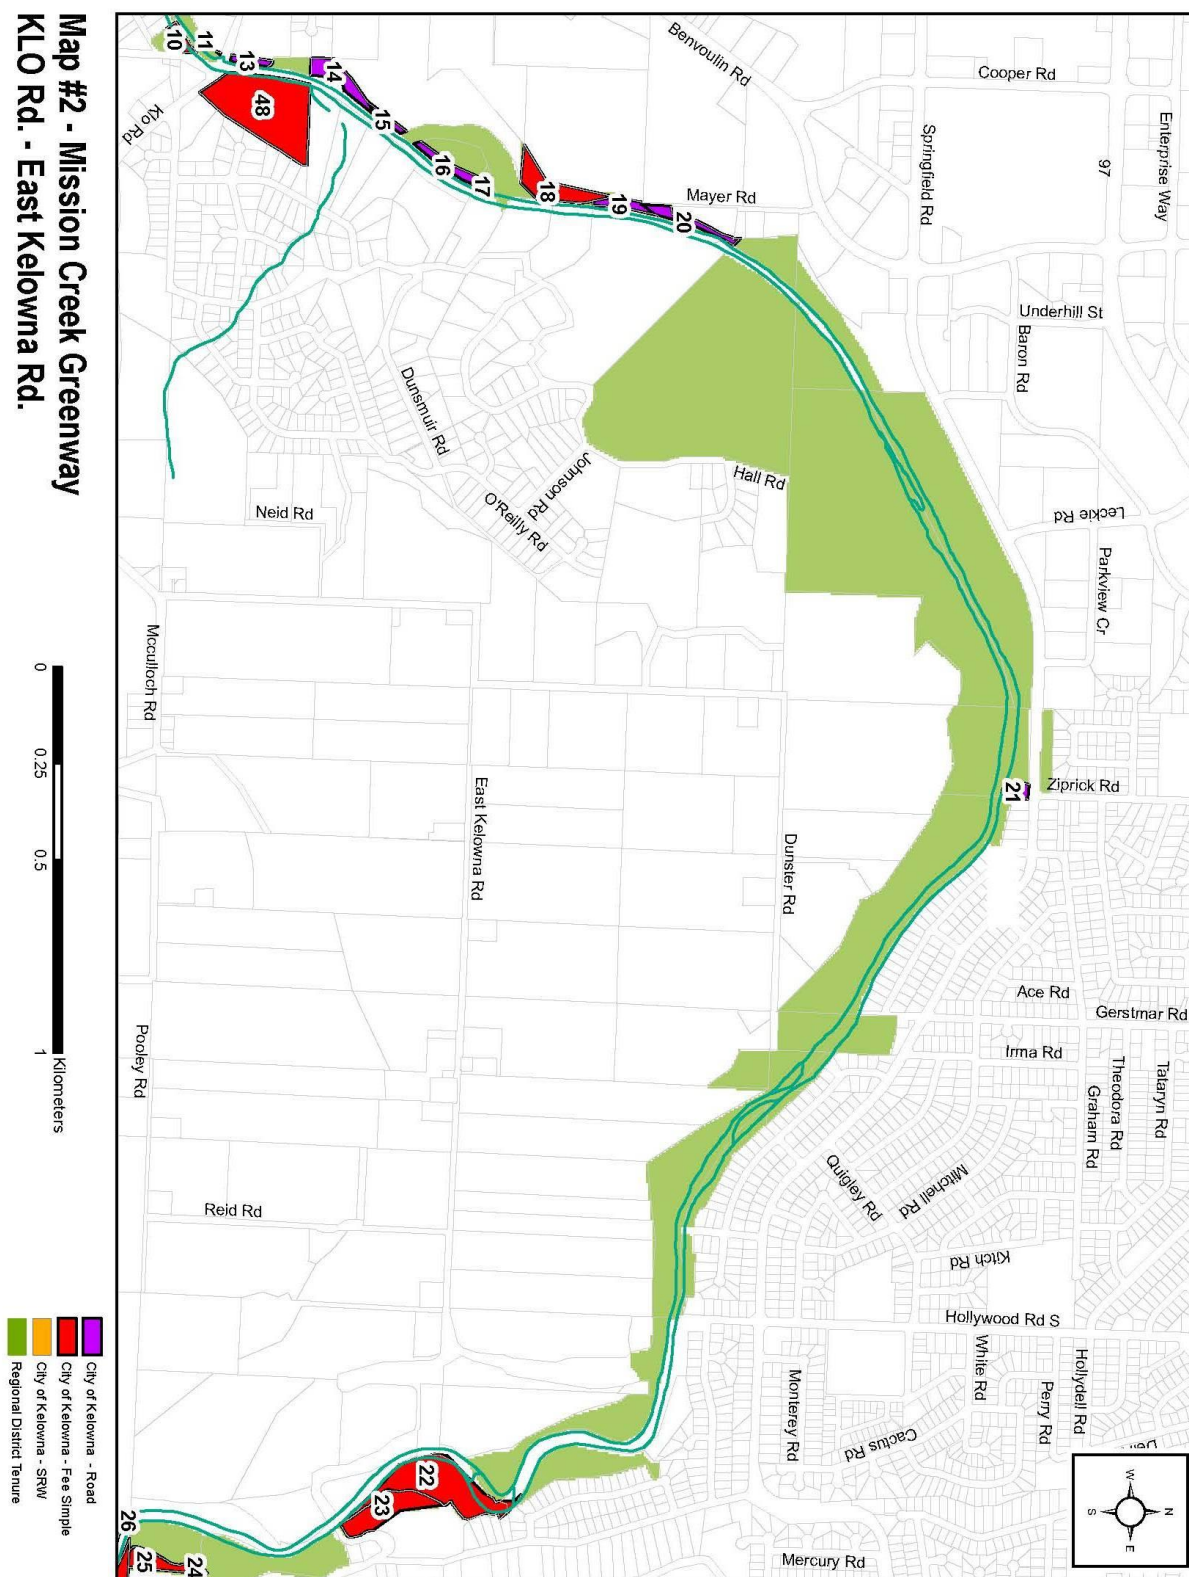 Map #2 - Mission Creek Greenway
KLO Rd. - East Kelowna Rd.
Enterprise Way
97
Cooper Rd
Springfield Rd
Benvoulin Rd
Mayer Rd
Underhill St
Baron Rd
Leckie Rd
Parkview Cr
Ziprick Rd
Hall Rd
Johnson Rd
O'Reilly Rd
Dunsmuir Rd
Klo Rd
Neid Rd
Mcculloch Rd
East Kelowna Rd
Dunster Rd
Pooley Rd
Reid Rd
Ace Rd
Gerstmar Rd
Irma Rd
Theodora Rd
Graham Rd
Tataryn Rd
Quigley Rd
Mitchell Rd
Kitch Rd
Hollywood Rd S
White Rd
Hollydell Rd
Perry Rd
Monterey Rd
Cactus Rd
Mercury Rd
10
11
13
14
15
16
17
18
19
20
21
22
23
24
25
26
48
N
E
S
W
0
0.25
0.5
1
Kilometers
City of Kelowna - Road
City of Kelowna - Fee Simple
City of Kelowna - SRW
Regional District Tenure